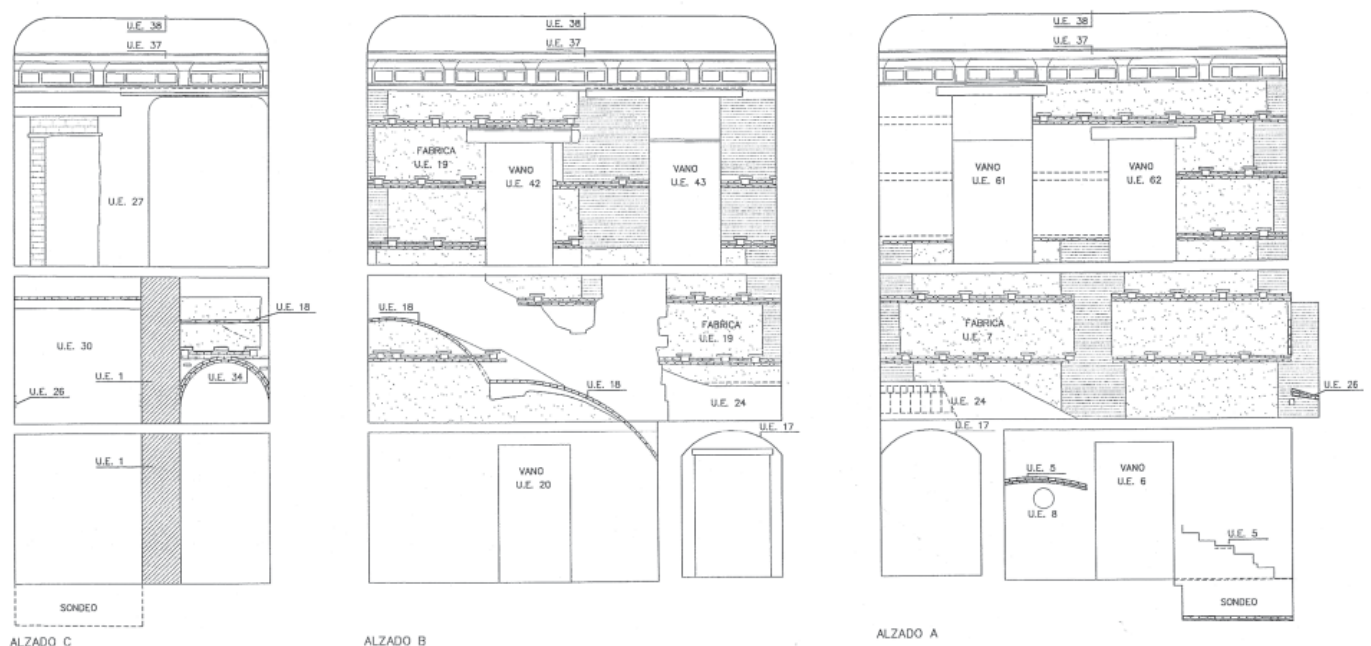 U.E. 38
U.E. 37
U.E. 27
U.E. 18
U.E. 30
U.E. 1
U.E. 34
U.E. 26
U.E. 1
SONDEO
ALZADO C
U.E. 38
U.E. 37
FABRICA
U.E. 19
VANO
U.E. 42
VANO
U.E. 43
U.E. 18
FABRICA
U.E. 19
U.E. 18
U.E. 24
U.E. 17
VANO
U.E. 20
ALZADO B
U.E. 38
U.E. 37
VANO
U.E. 61
VANO
U.E. 62
FABRICA
U.E. 7
U.E. 26
U.E. 24
U.E. 17
U.E. 5
VANO
U.E. 6
U.E. 8
U.E. 5
SONDEO
ALZADO A